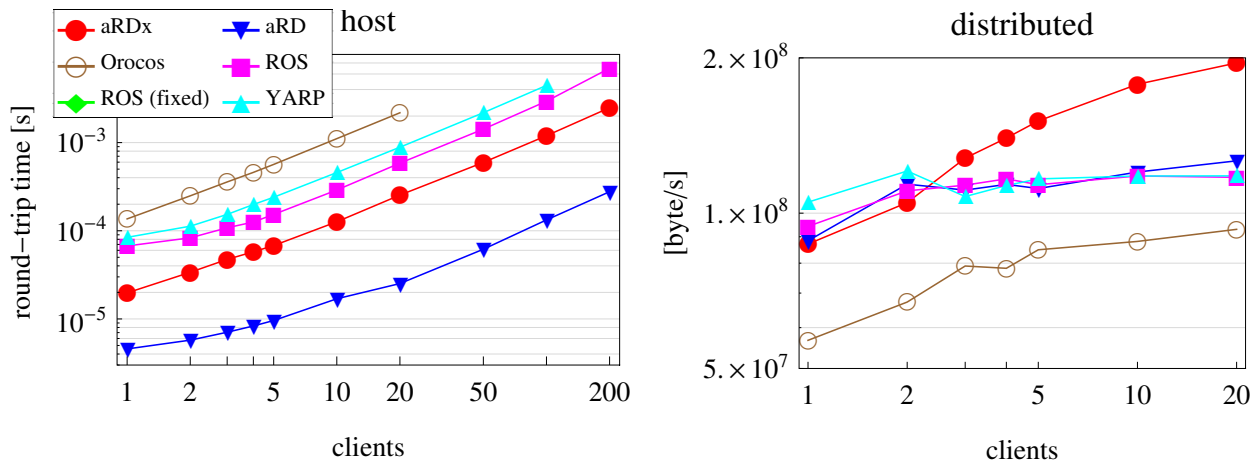 host
aRDx
aRD
Orocos
ROS
ROS (fixed)
YARP
round−trip time [s]
10−3
10−4
10−5
1
2
5
10
20
50
200
clients
distributed
[byte/s]
2.×108
1.×108
5.×107
1
2
5
10
20
clients